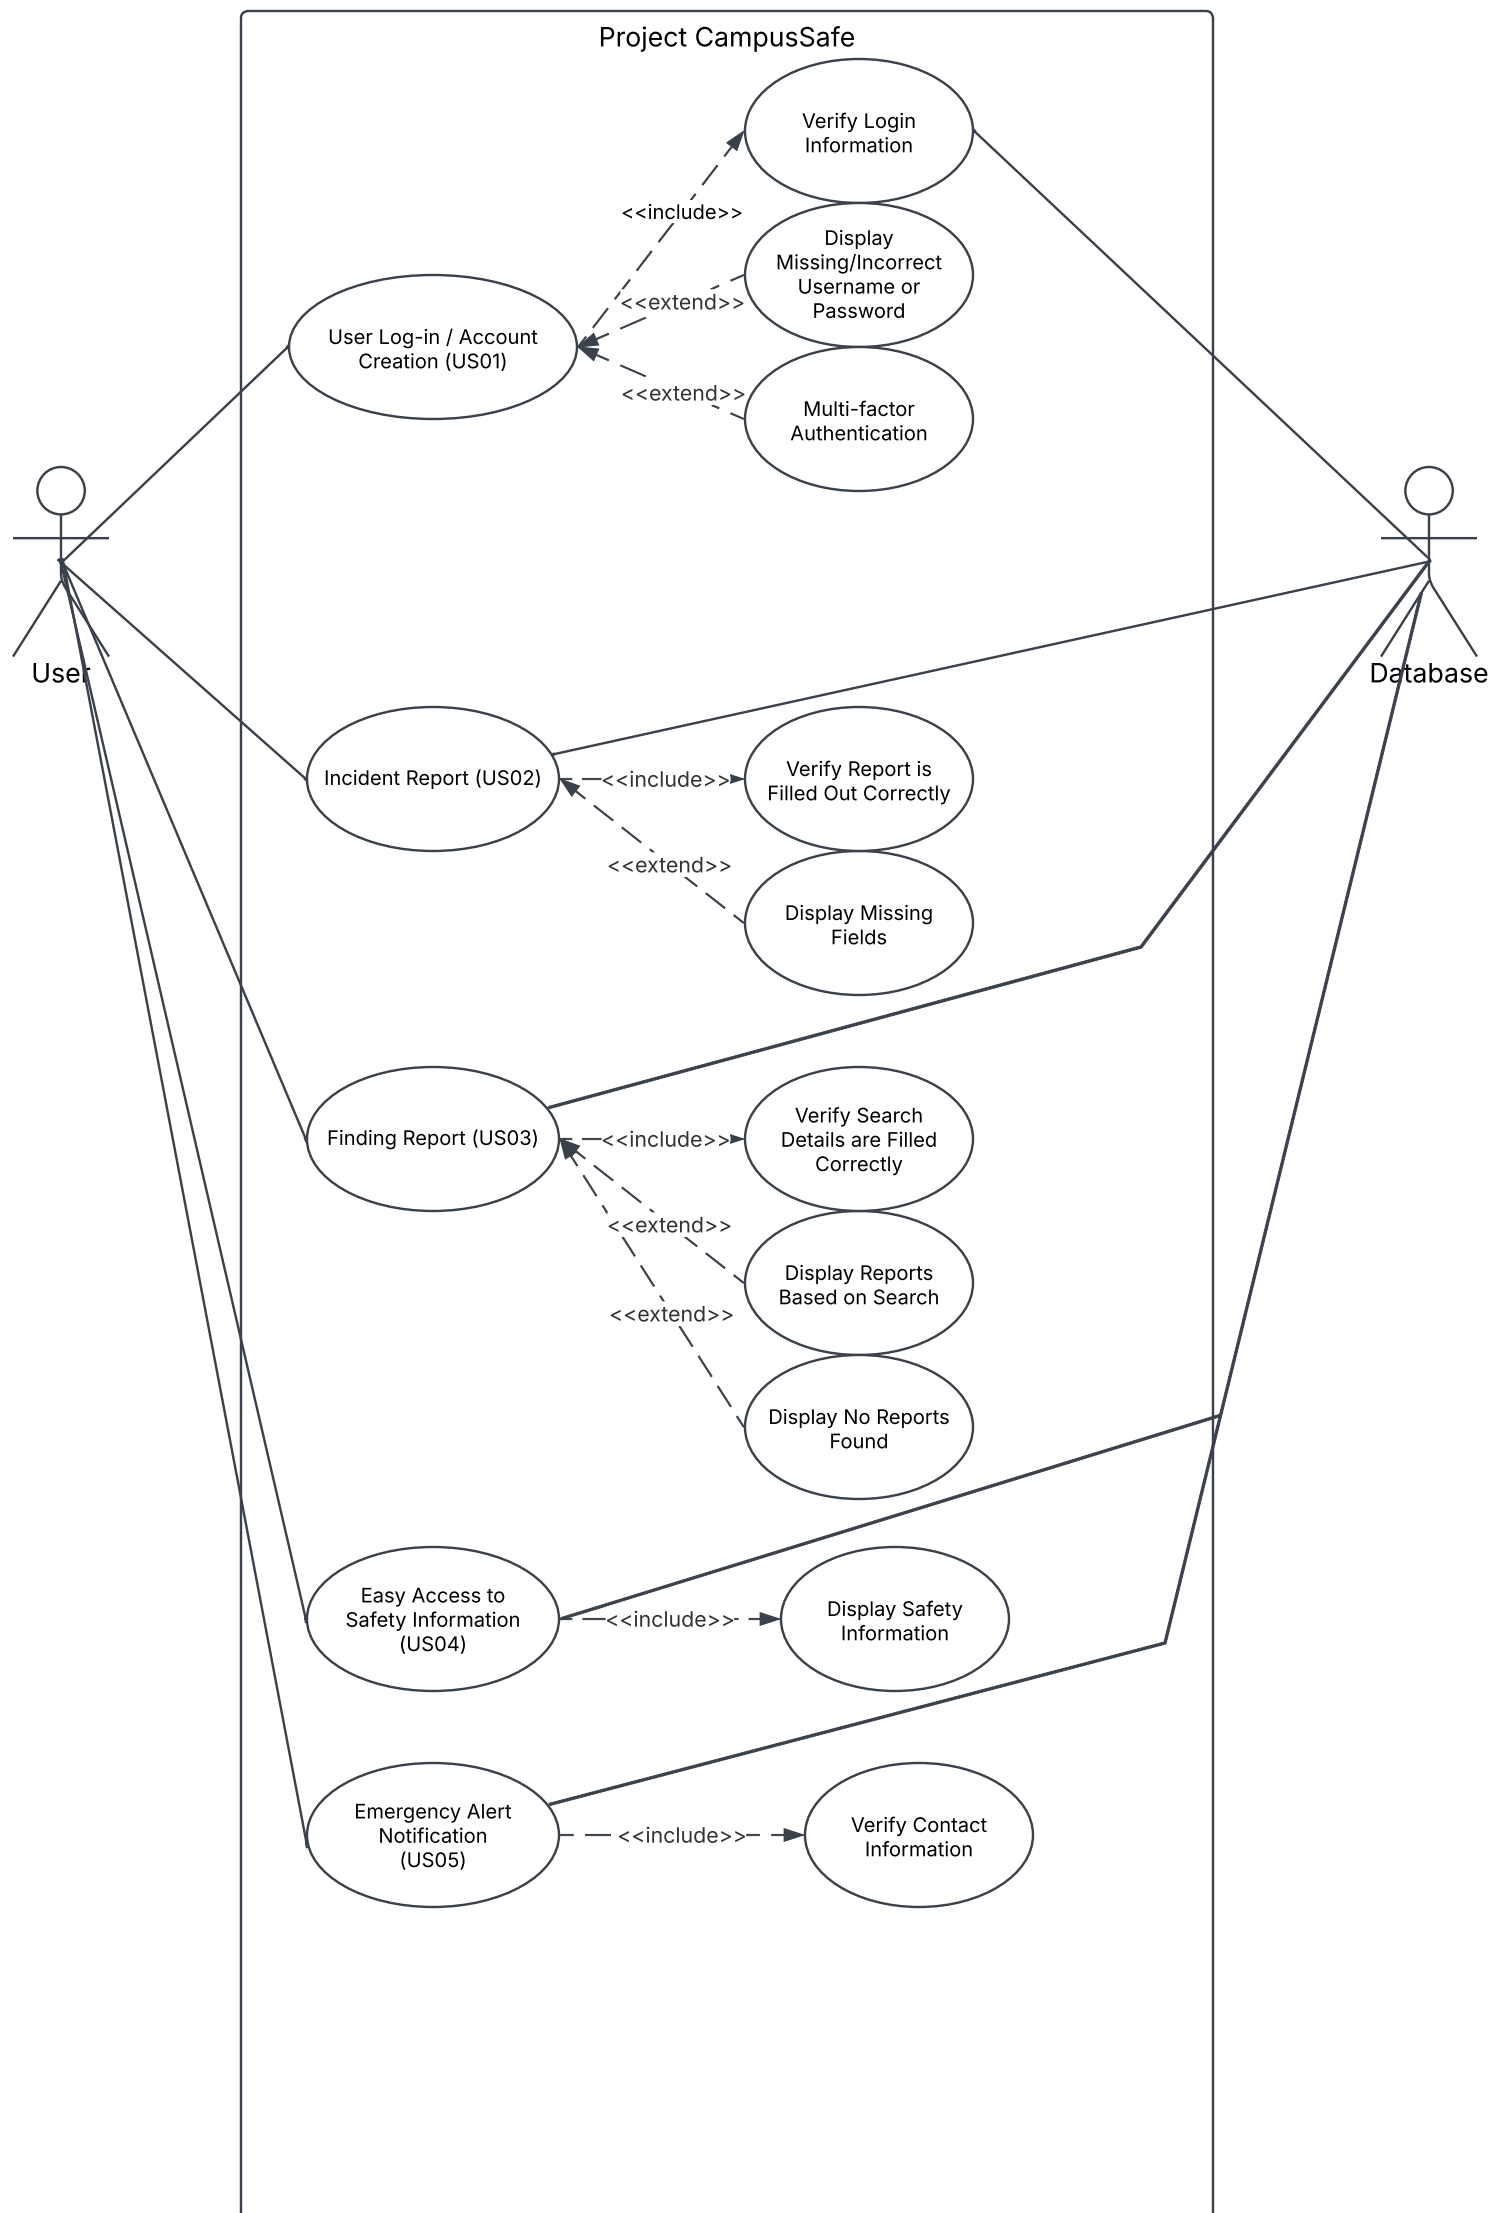 Project CampusSafe
Verify Login
Information
<<include>>
Display
Missing/Incorrect
Username or
Password
<<extend>>
User Log-in / Account
Creation (US01)
<<extend>>
Multi-factor
Authentication
User
Database
Incident Report (US02)
<<include>>
Verify Report is
Filled Out Correctly
<<extend>>
Display Missing
Fields
Finding Report (US03)
<<include>>
Verify Search
Details are Filled
Correctly
<<extend>>
Display Reports
Based on Search
<<extend>>
Display No Reports
Found
Easy Access to
Safety Information
(US04)
<<include>>
Display Safety
Information
Emergency Alert
Notification
(US05)
<<include>>
Verify Contact
Information